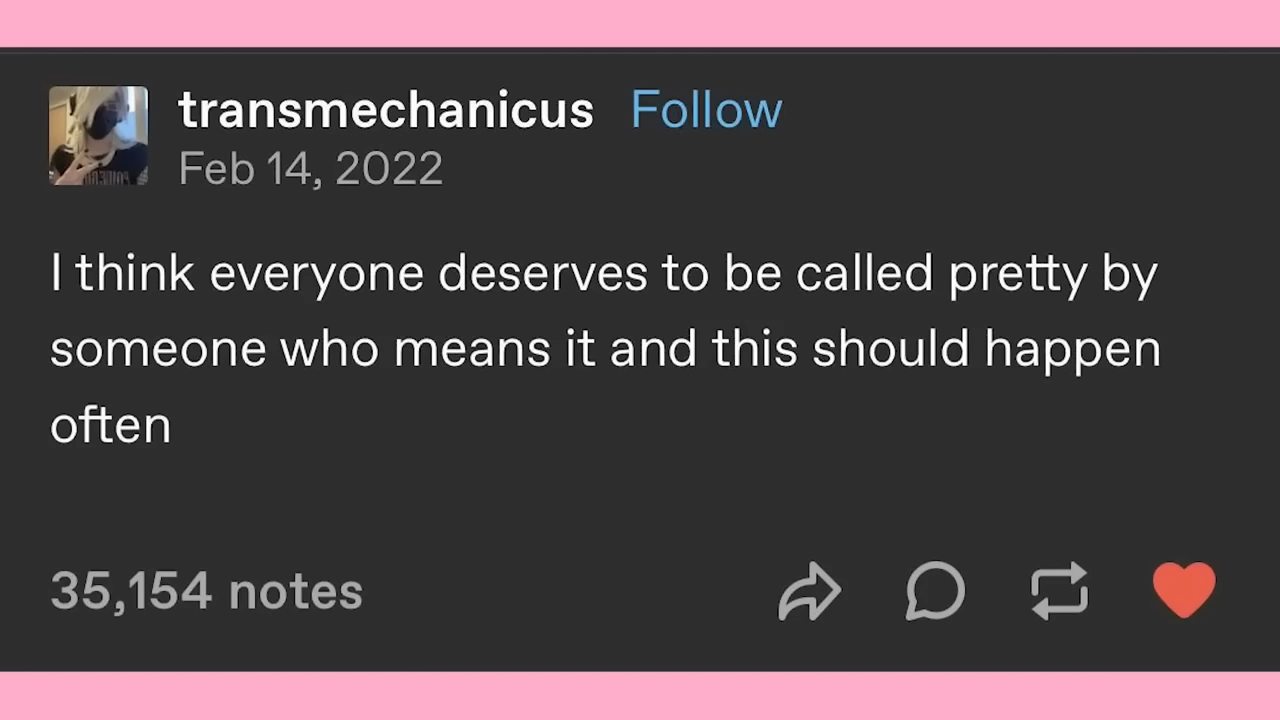 transmechanicus Follow
Feb 14, 2022
I think everyone deserves to be called pretty by
someone who means it and this should happen
often
35,154 notes